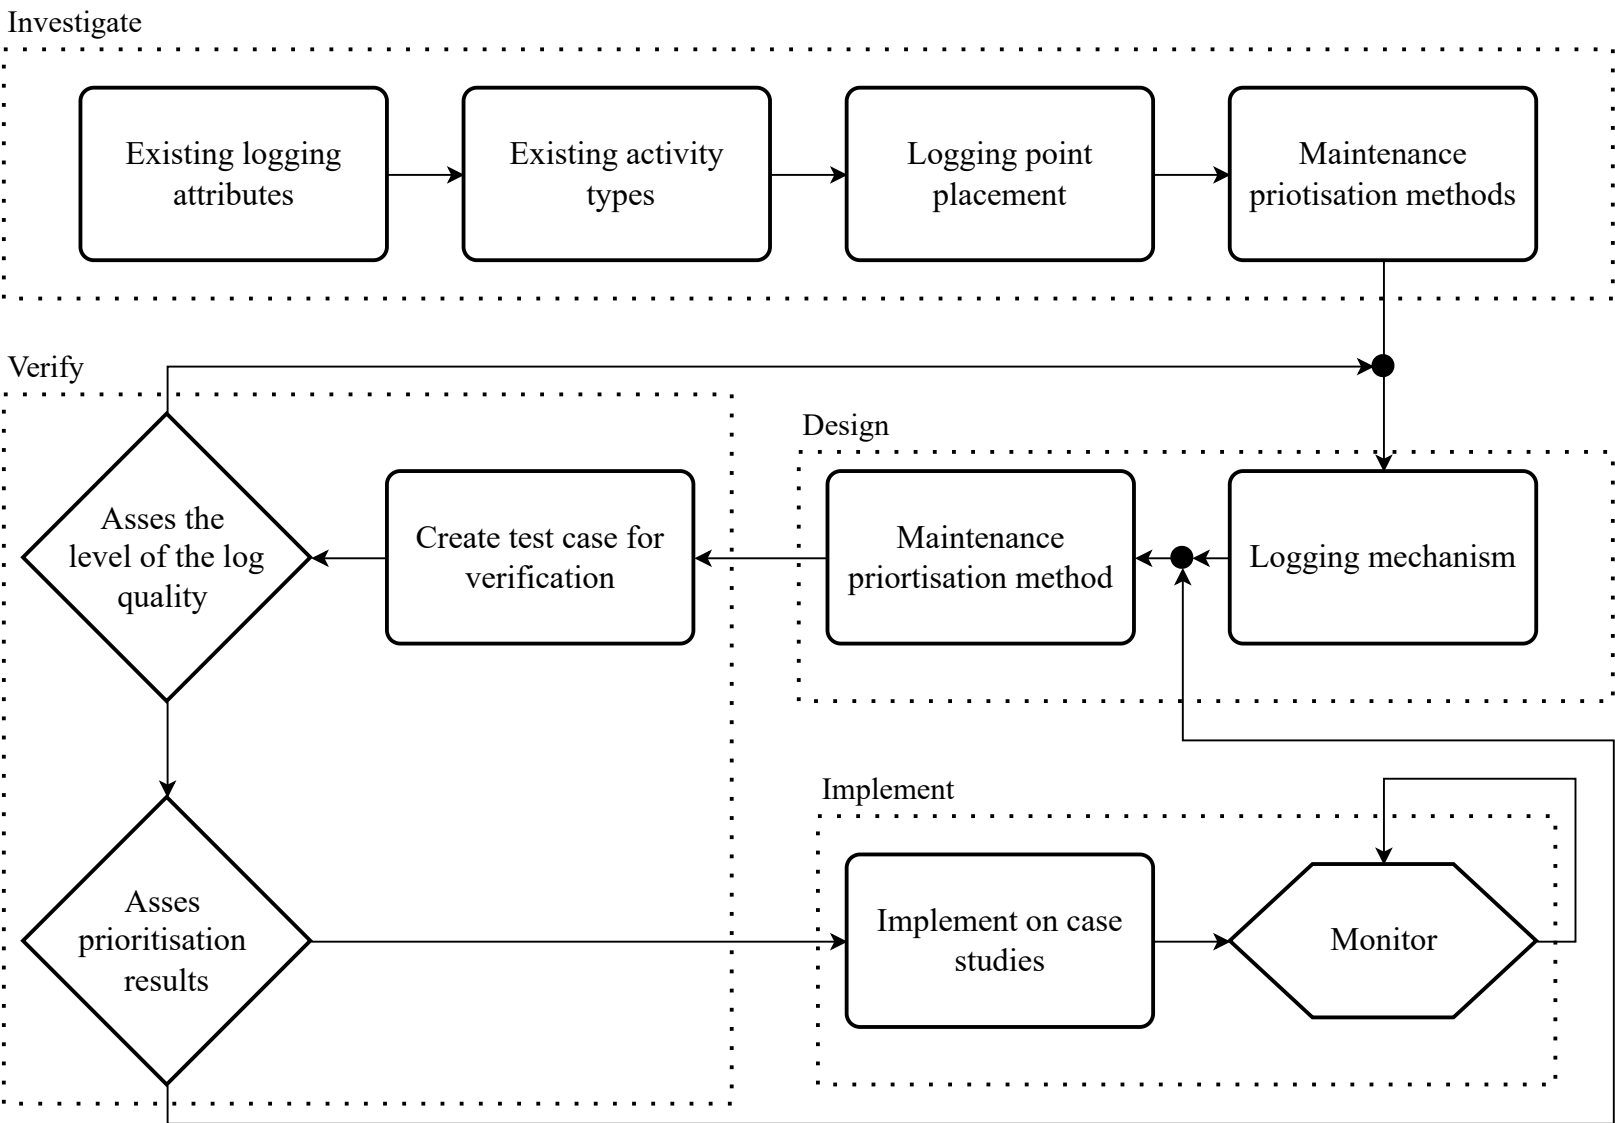 Investigate
Existing logging
attributes
Existing activity
types
Logging point
placement
Maintenance
priotisation methods
Verify
Design
Asses the
level of the log
quality
Create test case for
verification
Maintenance
priortisation method
Logging mechanism
Implement
Asses
prioritisation
results
Implement on case
studies
Monitor